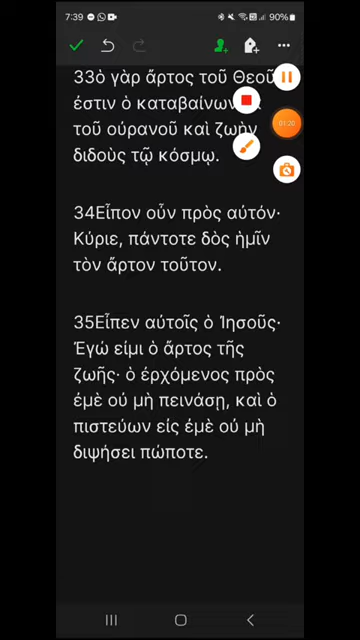 7:39
90%
33ὁ γὰρ ἄρτος τοῦ Θεοῦ
ἐστιν ὁ καταβαίνων
τοῦ οὐρανοῦ καὶ ζωὴν
διδοὺς τῷ κόσμῳ.
01:20
34Εἶπον οὖν πρὸς αὐτόν·
Κύριε, πάντοτε δὸς ἡμῖν
τὸν ἄρτον τοῦτον.
35Εἶπεν αὐτοῖς ὁ Ἰησοῦς·
Ἐγώ εἰμι ὁ ἄρτος τῆς
ζωῆς· ὁ ἐρχόμενος πρὸς
ἐμὲ οὐ μὴ πεινάσῃ, καὶ ὁ
πιστεύων εἰς ἐμὲ οὐ μὴ
διψήσει πώποτε.